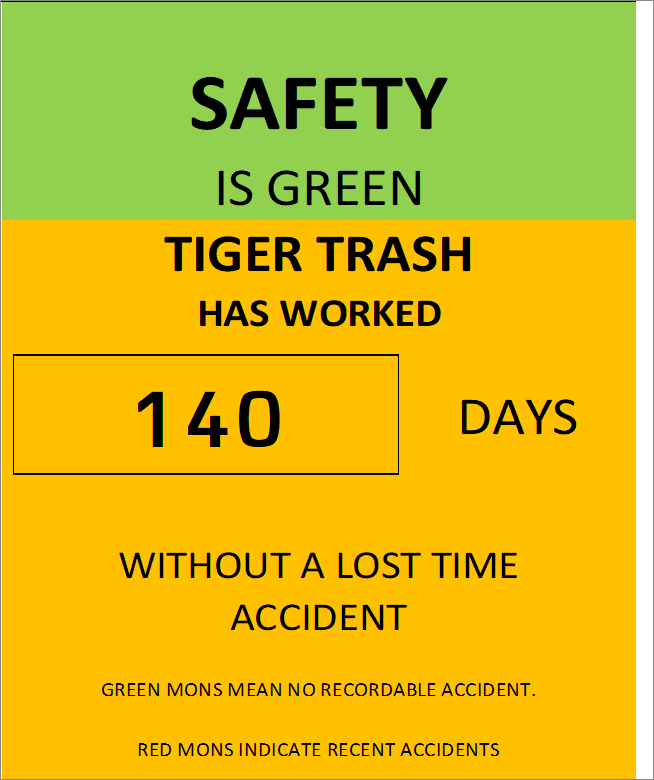 SAFETY
IS GREEN
TIGER TRASH
HAS WORKED
140 DAYS
WITHOUT A LOST TIME
ACCIDENT
GREEN MONS MEAN NO RECORDABLE ACCIDENT.
RED MONS INDICATE RECENT ACCIDENTS